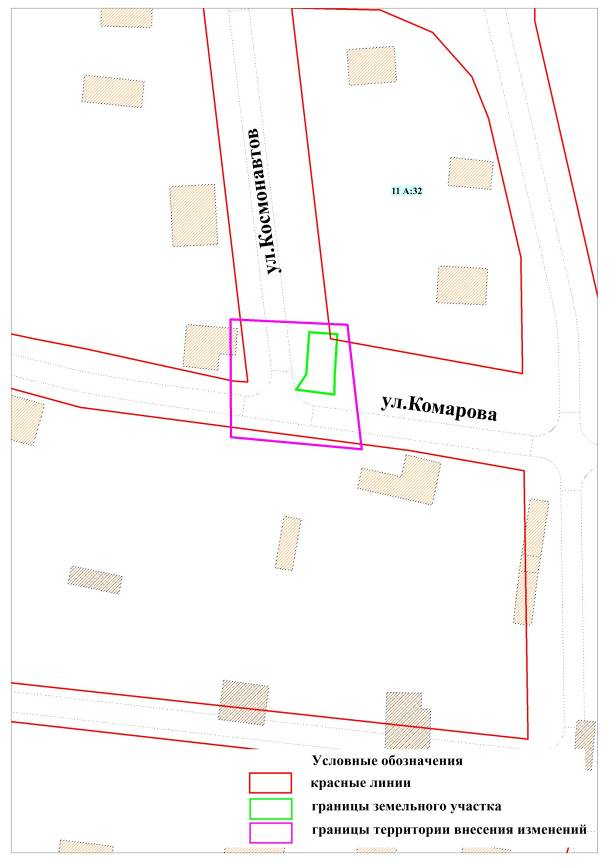 ул.Космонавтов
11 А:32
ул.Комарова
Условные обозначения
красные линии
границы земельного участка
границы территории внесения изменений